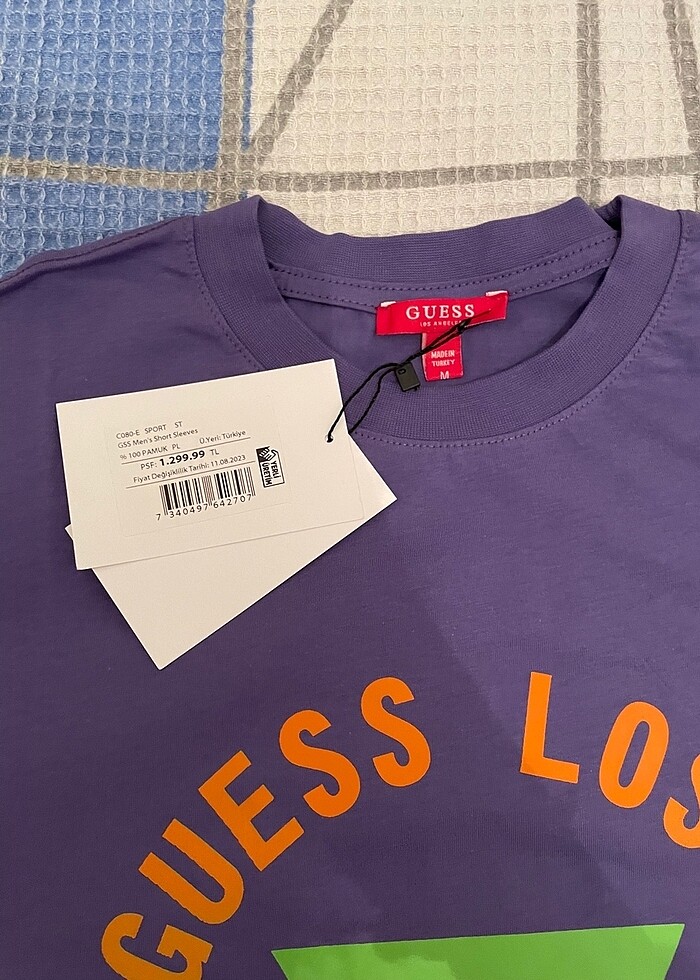 GUESS
LOS ANGELES
MADE IN
TURKEY
M
C080-E SPORT ST
GSS Men's Short Sleeves
% 100 PAMUK PL Ü.Yeri: Türkiye
PSF: 1.299.99 TL
Fiyat Değişiklilik Tarihi: 11.08.2023
YERLİ
ÜRETİM
7 340497 642707
GUESS LOS